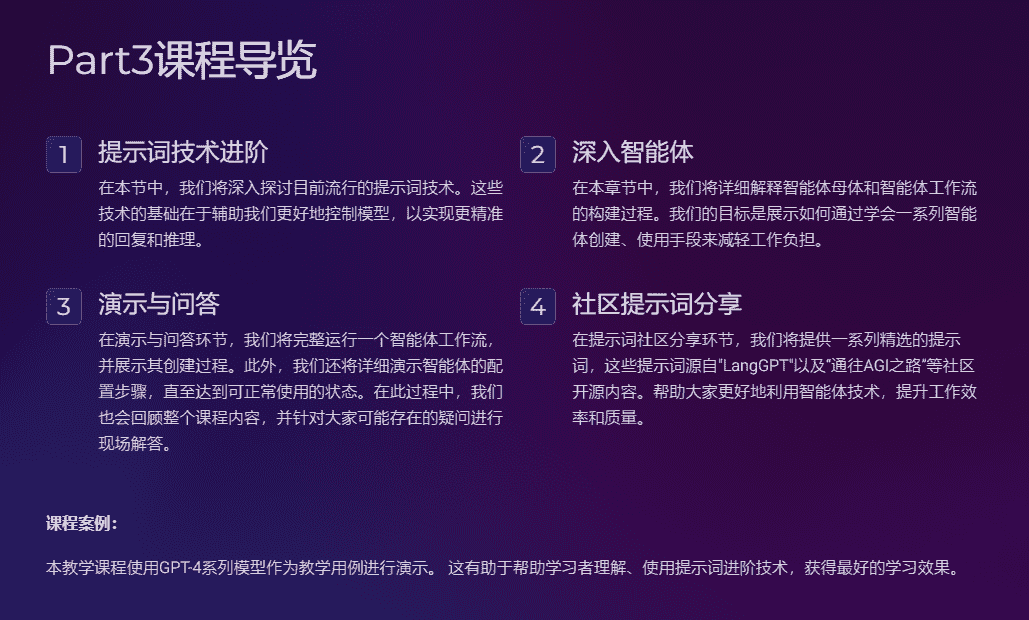 Part3课程导览
1 提示词技术进阶
在本节中，我们将深入探讨目前流行的提示词技术。这些
技术的基础在于辅助我们更好地控制模型，以实现更精准
的回复和推理。
2 深入智能体
在本章节中，我们将详细解释智能体母体和智能体工作流
的构建过程。我们的目标是展示如何通过学会一系列智能
体创建、使用手段来减轻工作负担。
3 演示与问答
在演示与问答环节，我们将完整运行一个智能体工作流，
并展示其创建过程。此外，我们还将详细演示智能体的配
置步骤，直至达到可正常使用的状态。在此过程中，我们
也会回顾整个课程内容，并针对大家可能存在的疑问进行
现场解答。
4 社区提示词分享
在提示词社区分享环节，我们将提供一系列精选的提示
词，这些提示词源自"LangGPT"以及"通往AGI之路"等社区
开源内容。帮助大家更好地利用智能体技术，提升工作效
率和质量。
课程案例：
本教学课程使用GPT-4系列模型作为教学用例进行演示。 这有助于帮助学习者理解、使用提示词进阶技术，获得最好的学习效果。